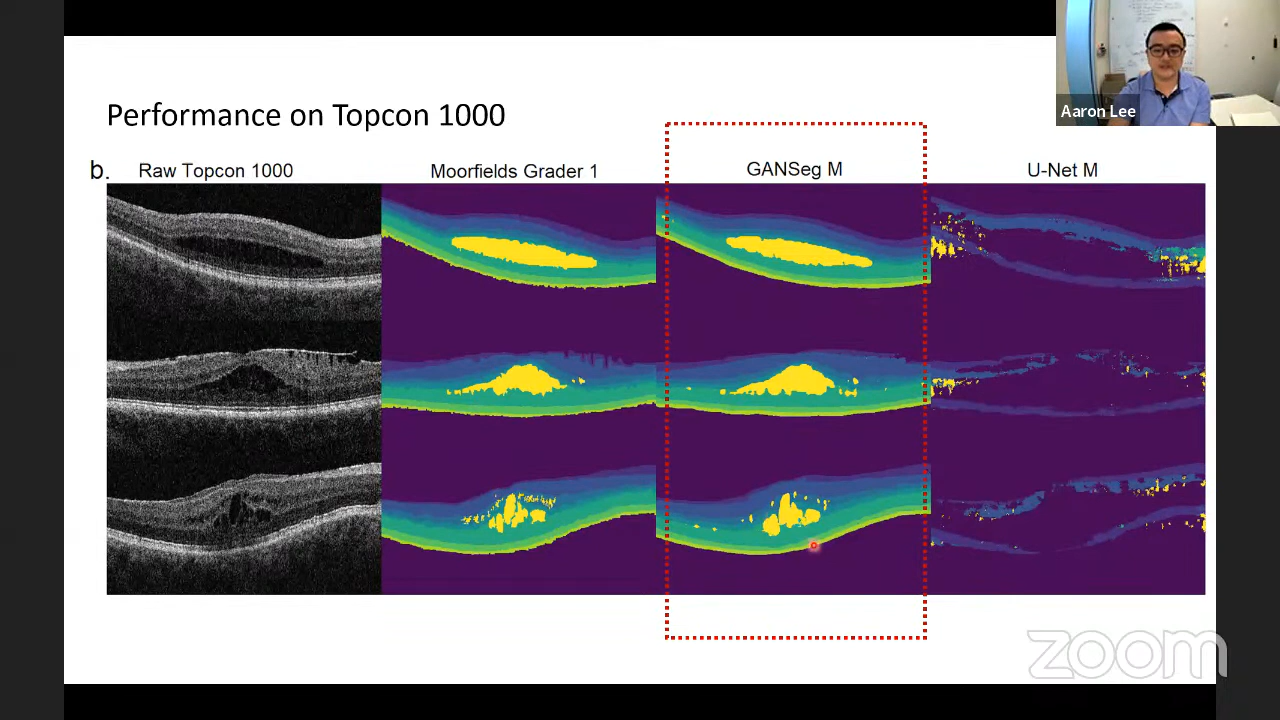 Aaron Lee
Performance on Topcon 1000
b. Raw Topcon 1000 Moorfields Grader 1 GANSeg M U-Net M
zoom